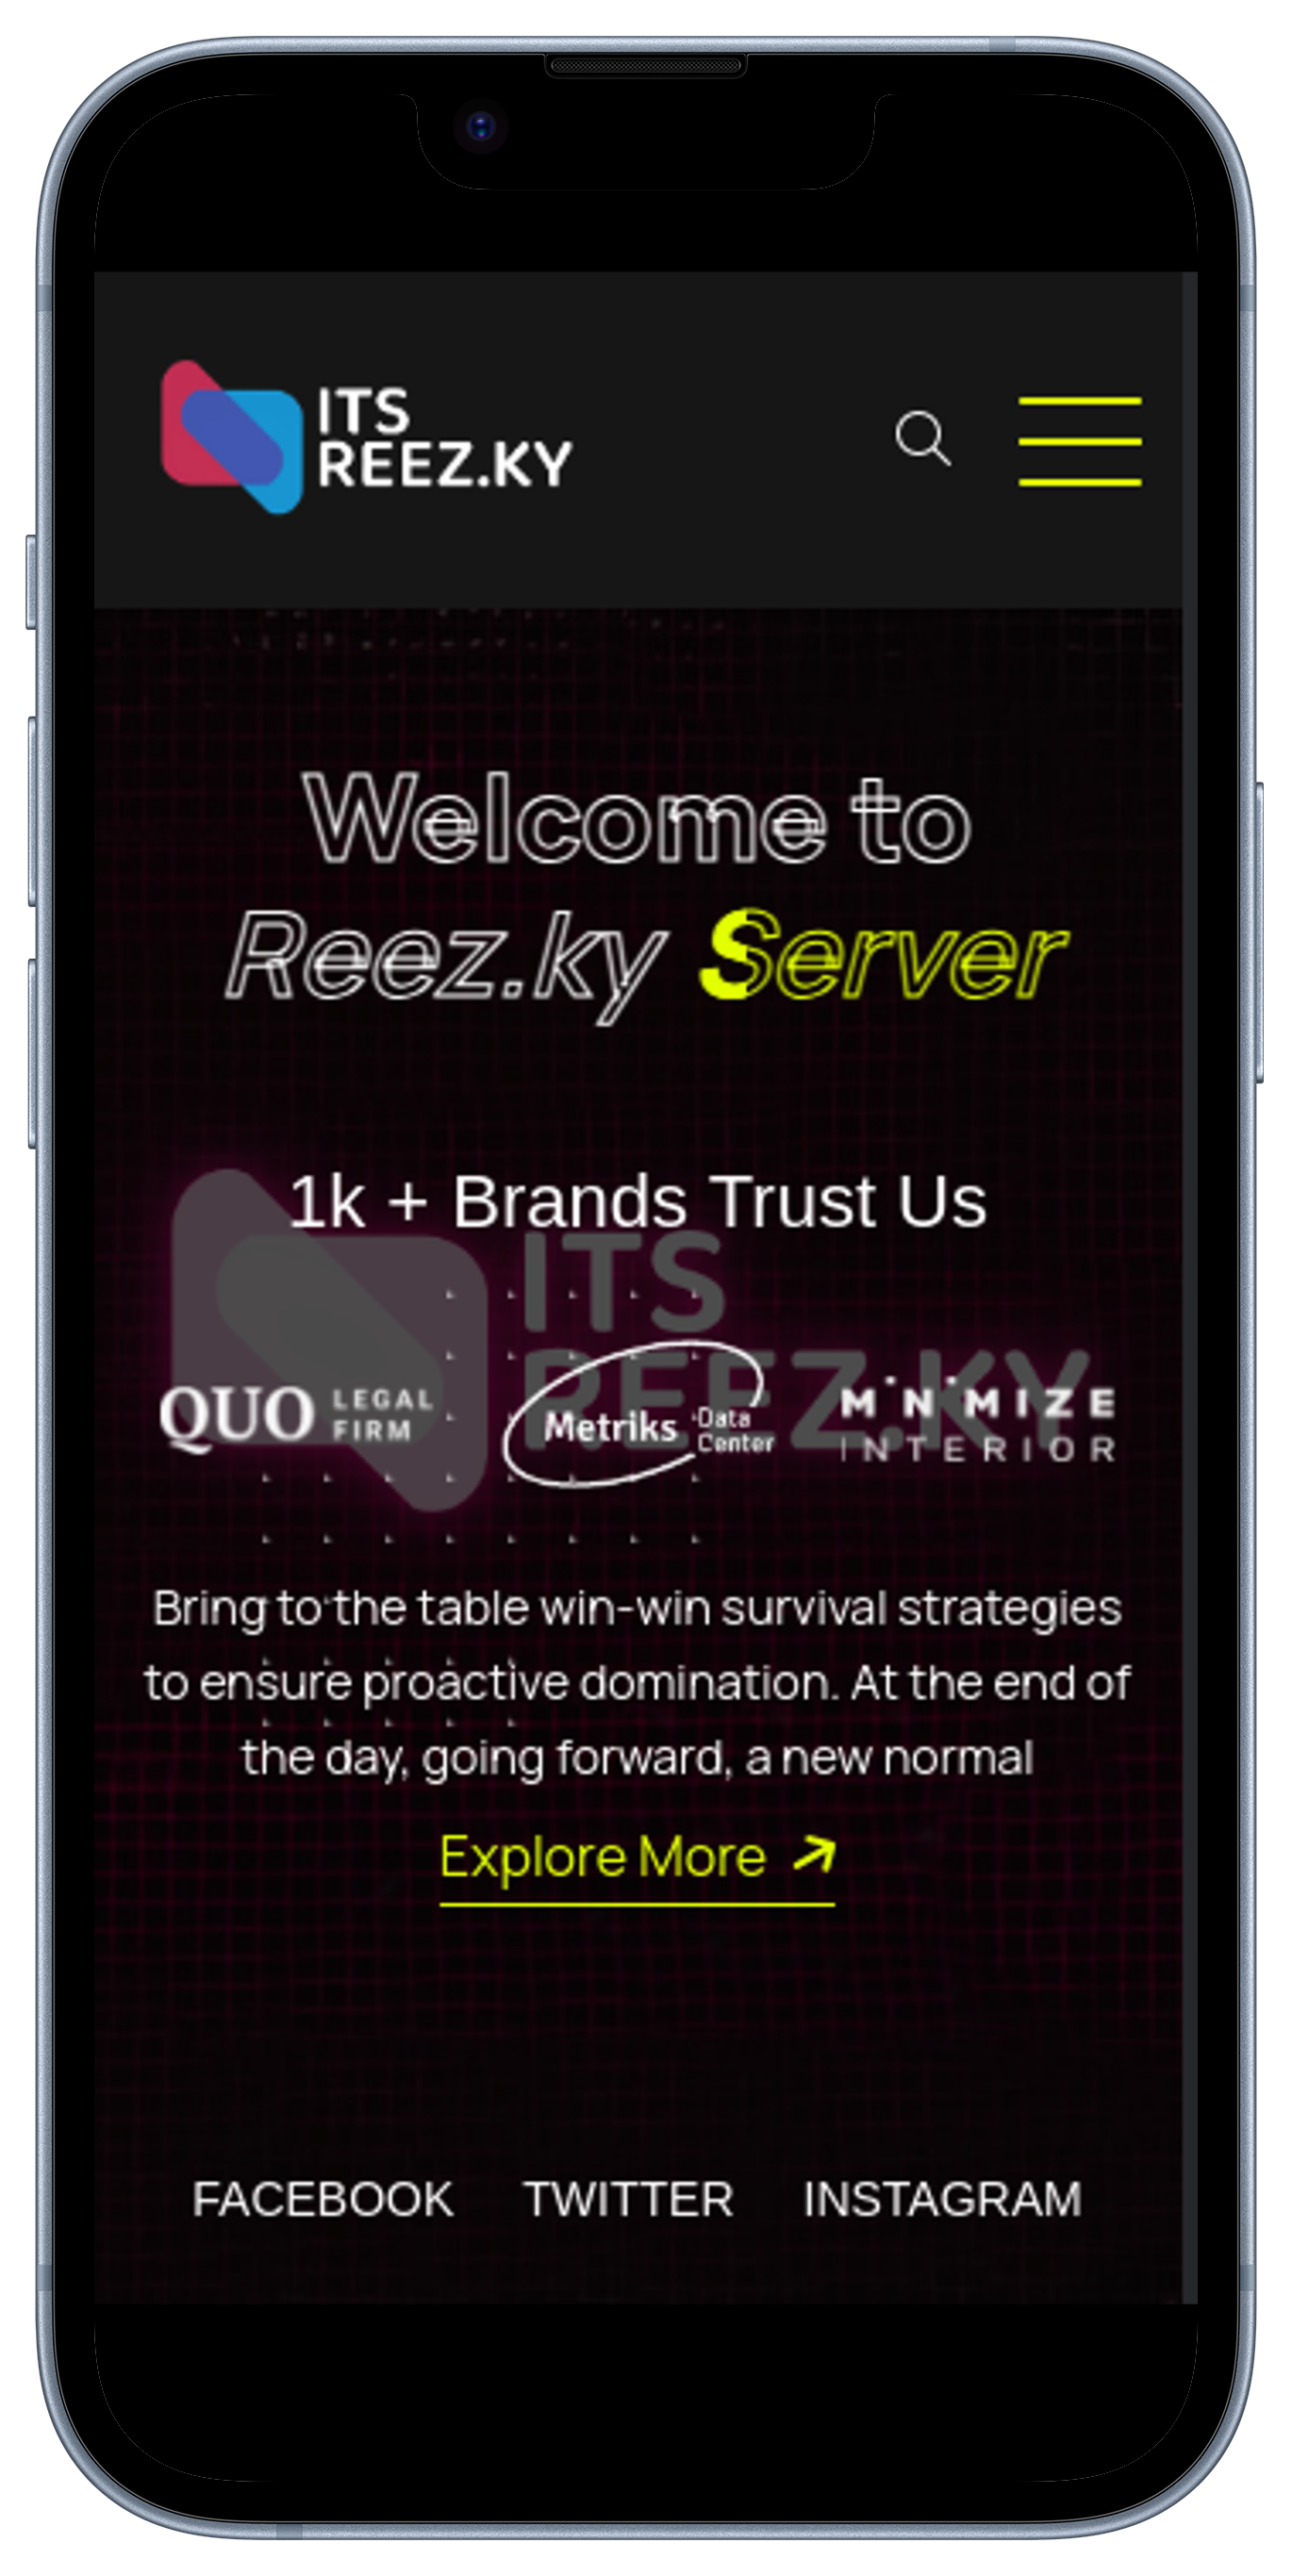 ITS
REEZ.KY
Welcome to
Reez.ky Server
1k + Brands Trust Us
ITS
REEZ.KY
QUO LEGAL
FIRM
Metriks Data
Center
MINIMIZE
INTERIOR
Bring to the table win-win survival strategies
to ensure proactive domination. At the end of
the day, going forward, a new normal
Explore More
FACEBOOK TWITTER INSTAGRAM